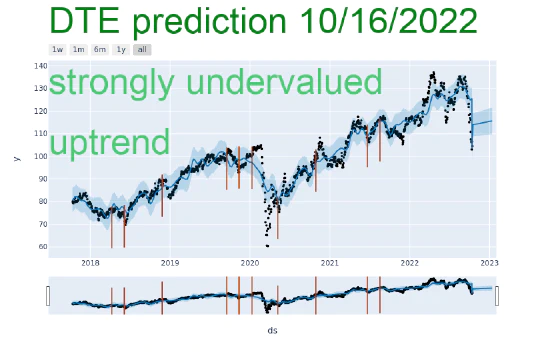 DTE prediction 10/16/2022
1w 1m 6m 1y all
strongly undervalued
uptrend
140
130
120
110
100
90
80
70
60
y
2018 2019 2020 2021 2022 2023
ds